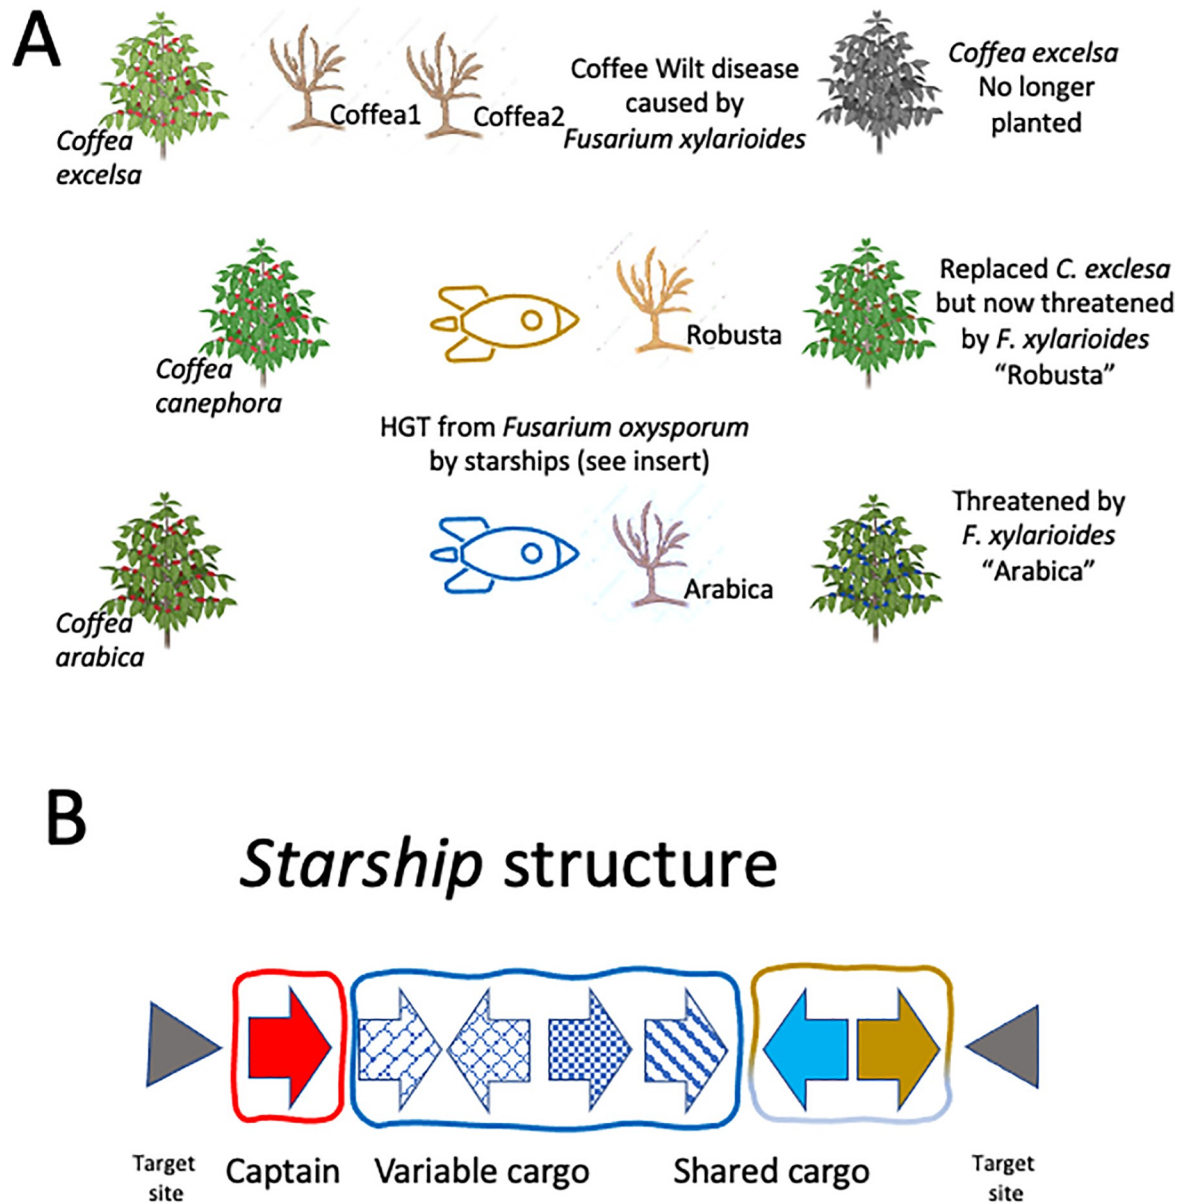 A
Coffea
excelsa
Coffea1
Coffea2
Coffee Wilt disease
caused by
Fusarium xylarioides
Coffea excelsa
No longer
planted
Coffea
canephora
Robusta
Replaced C. exclesa
but now threatened
by F. xylarioides
“Robusta”
HGT from Fusarium oxysporum
by starships (see insert)
Coffea
arabica
Arabica
Threatened by
F. xylarioides
“Arabica”
B
Starship structure
Target
site
Captain
Variable cargo
Shared cargo
Target
site